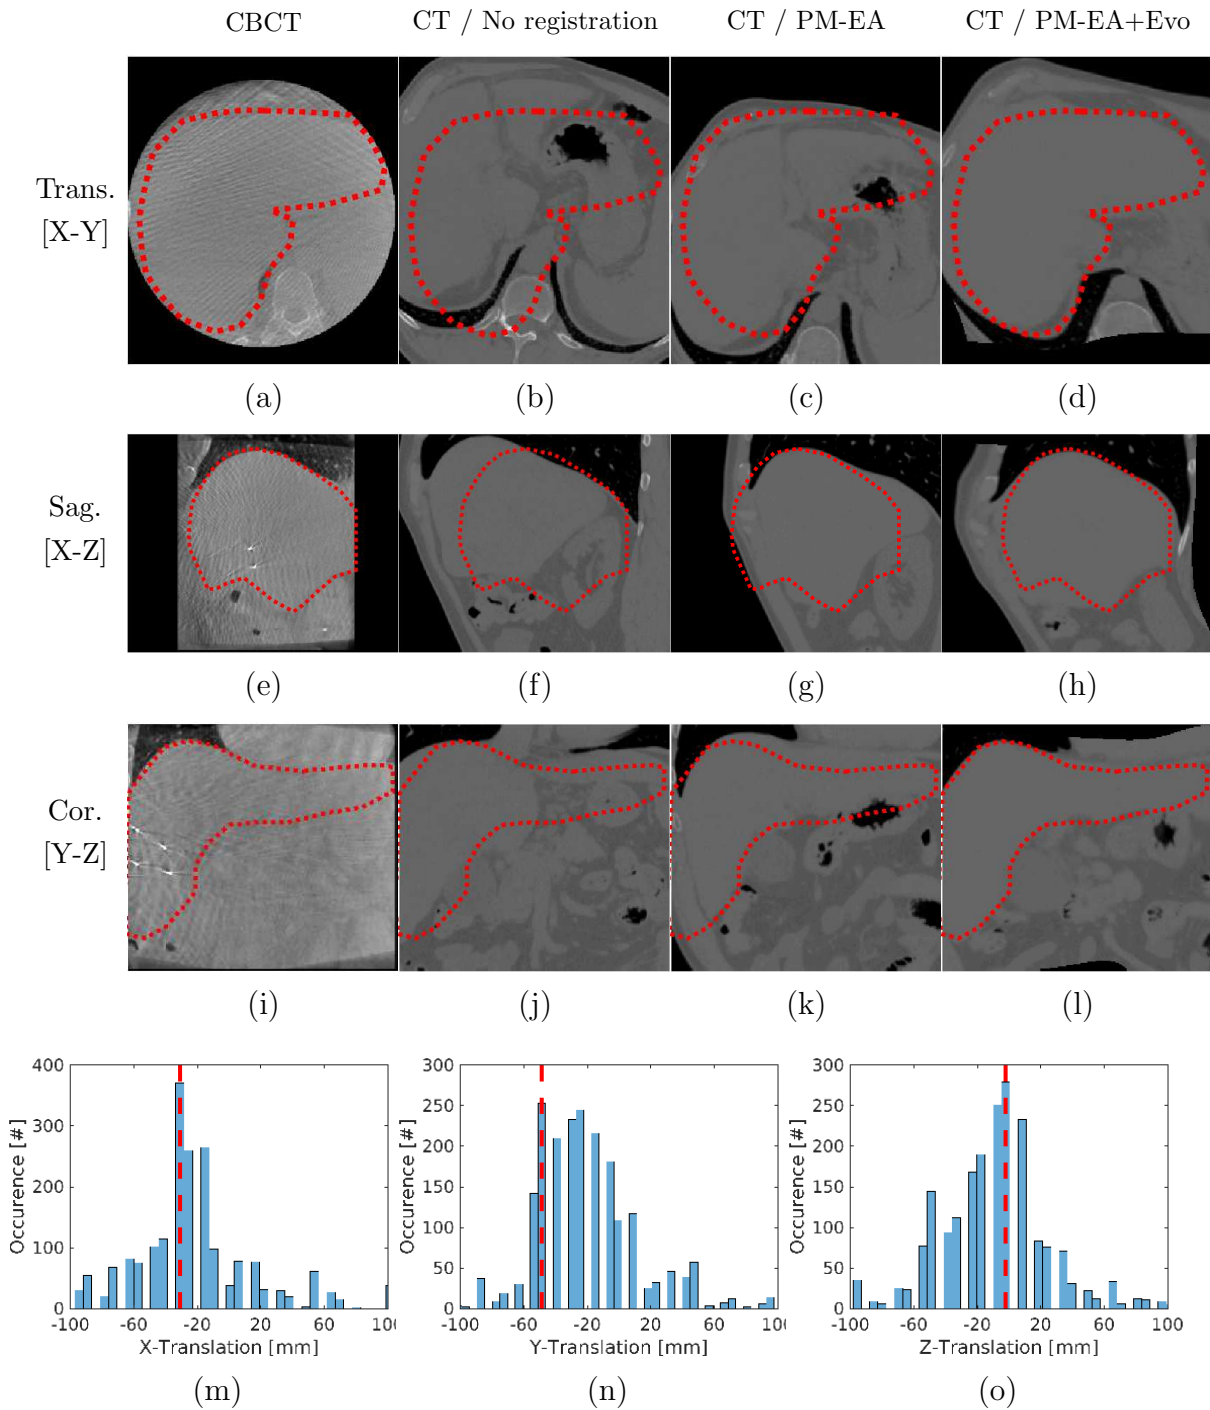 CBCT CT / No registration CT / PM-EA CT / PM-EA+Evo
Trans.
[X-Y]
(a) (b) (c) (d)
Sag.
[X-Z]
(e) (f) (g) (h)
Cor.
[Y-Z]
(i) (j) (k) (l)
400 300 300
250 250
300
200 200
200 150 150
100 100
100
50 50
0 0 0
-100 -60 -20 20 60 100 -100 -60 -20 20 60 100 -100 -60 -20 20 60 100
Occurence [#] Occurence [#] Occurence [#]
X-Translation [mm] Y-Translation [mm] Z-Translation [mm]
(m) (n) (o)